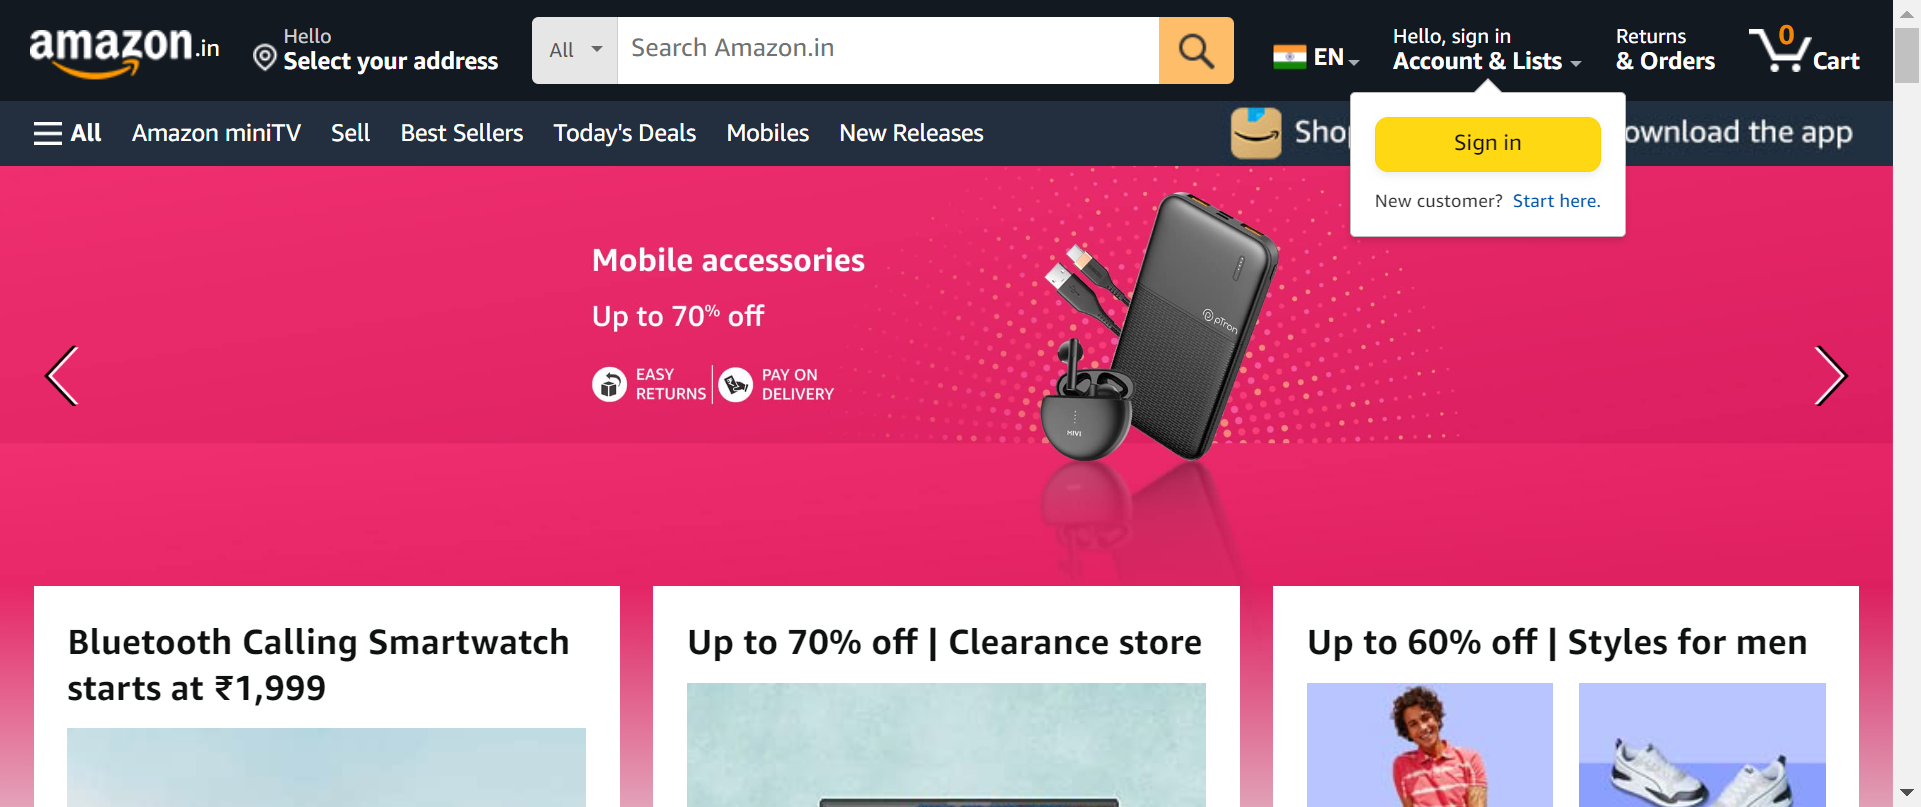 amazon.in
Hello
Select your address
All
Search Amazon.in
EN
Hello, sign in
Account & Lists
Returns
& Orders
0
Cart
All
Amazon miniTV
Sell
Best Sellers
Today's Deals
Mobiles
New Releases
ownload the app
Sign in
New customer? Start here.
Mobile accessories
Up to 70% off
EASY
RETURNS
PAY ON
DELIVERY
pTron
MIVI
Bluetooth Calling Smartwatch
starts at ₹1,999
Up to 70% off | Clearance store
Up to 60% off | Styles for men